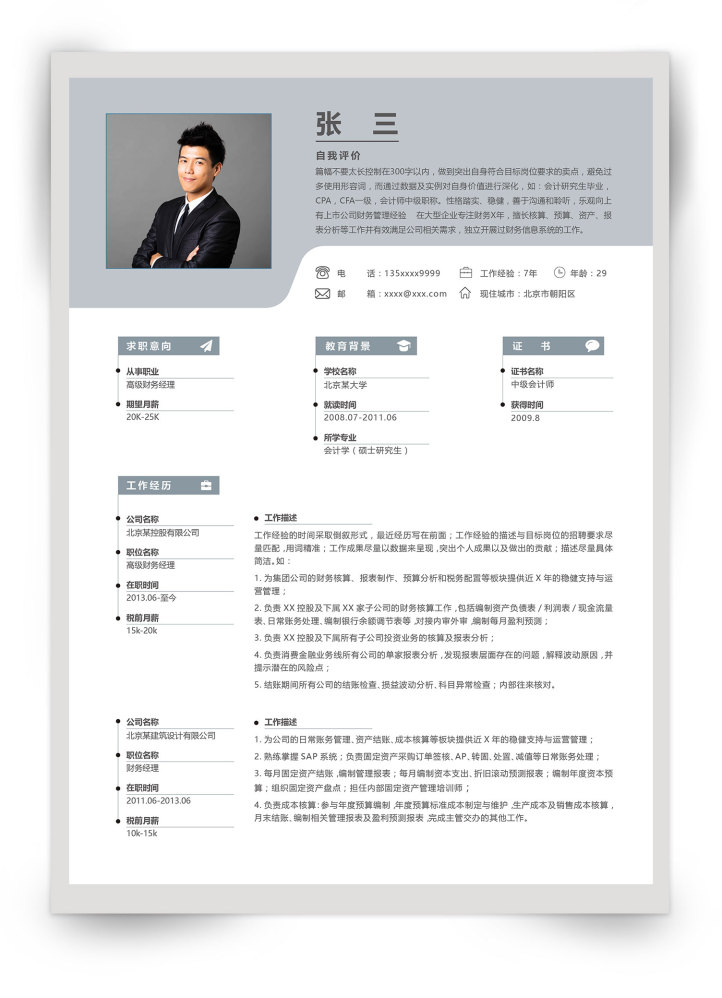 张 三
自我评价
篇幅不要太长控制在300字以内，做到突出自身符合目标岗位要求的卖点，避免过
多使用形容词，而通过数据及实例对自身价值进行深化，如：会计研究生毕业，
CPA，CFA一级，会计师中级职称。性格踏实、稳健，善于沟通和聆听，乐观向上
有上市公司财务管理经验 在大型企业专注财务X年，擅长核算、预算、资产、报
表分析等工作并有效满足公司相关需求，独立开展过财务信息系统的工作。
电 话：135xxxx9999 工作经验：7年 年龄：29
邮 箱：xxxx@xxx.com 现住城市：北京市朝阳区
求职意向
从事职业
高级财务经理
期望月薪
20K-25K
教育背景
学校名称
北京某大学
就读时间
2008.07-2011.06
所学专业
会计学（硕士研究生）
证 书
证书名称
中级会计师
获得时间
2009.8
工作经历
公司名称
北京某控股有限公司
职位名称
高级财务经理
在职时间
2013.06-至今
税前月薪
15k-20k
工作描述
工作经验的时间采取倒叙形式，最近经历写在前面；工作经验的描述与目标岗位的招聘要求尽
量匹配，用词精准；工作成果尽量以数据来呈现，突出个人成果以及做出的贡献；描述尽量具体
简洁。如：
1. 为集团公司的财务核算、报表制作、预算分析和税务配置等板块提供近 X 年的稳健支持与运
营管理；
2. 负责 XX 控股及下属 XX 家子公司的财务核算工作，包括编制资产负债表 / 利润表 / 现金流量
表、日常账务处理、编制银行余额调节表等，对接内审外审，编制每月盈利预测；
3. 负责 XX 控股及下属所有子公司投资业务的核算及报表分析；
4. 负责消费金融业务线所有公司的单家报表分析，发现报表层面存在的问题，解释波动原因，并
提示潜在的风险点；
5. 结账期间所有公司的结账检查、损益波动分析、科目异常检查；内部往来核对。
公司名称
北京某建筑设计有限公司
职位名称
财务经理
在职时间
2011.06-2013.06
税前月薪
10k-15k
工作描述
1. 为公司的日常账务管理、资产结账、成本核算等板块提供近 X 年的稳健支持与运营管理；
2. 熟练掌握 SAP 系统；负责固定资产采购订单签核、AP、转固、处置、减值等日常账务处理；
3. 每月固定资产结账，编制管理报表；每月编制资本支出、折旧滚动预测报表；编制年度资本预
算；组织固定资产盘点；担任内部固定资产管理培训师；
4. 负责成本核算：参与年度预算编制，年度预算标准成本制定与维护，生产成本及销售成本核算，
月末结账、编制相关管理报表及盈利预测报表，完成主管交办的其他工作。